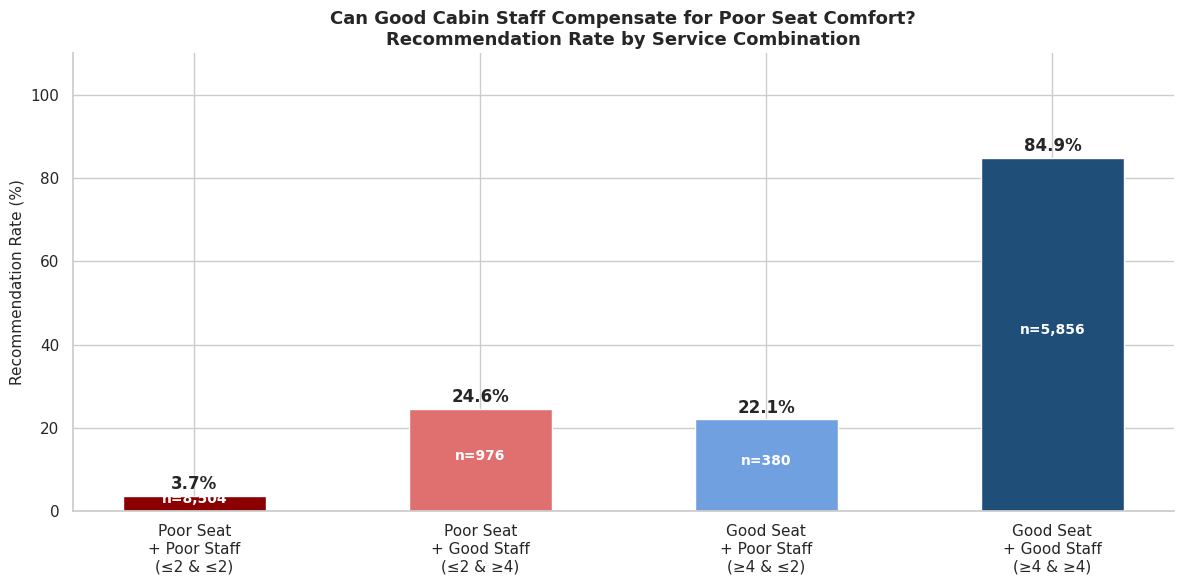 Can Good Cabin Staff Compensate for Poor Seat Comfort?
Recommendation Rate by Service Combination
Recommendation Rate (%)
100
80
60
40
20
0
3.7%
24.6%
n=976
22.1%
n=380
84.9%
n=5,856
Poor Seat
+ Poor Staff
(≤2 & ≤2)
Poor Seat
+ Good Staff
(≤2 & ≥4)
Good Seat
+ Poor Staff
(≥4 & ≤2)
Good Seat
+ Good Staff
(≥4 & ≥4)